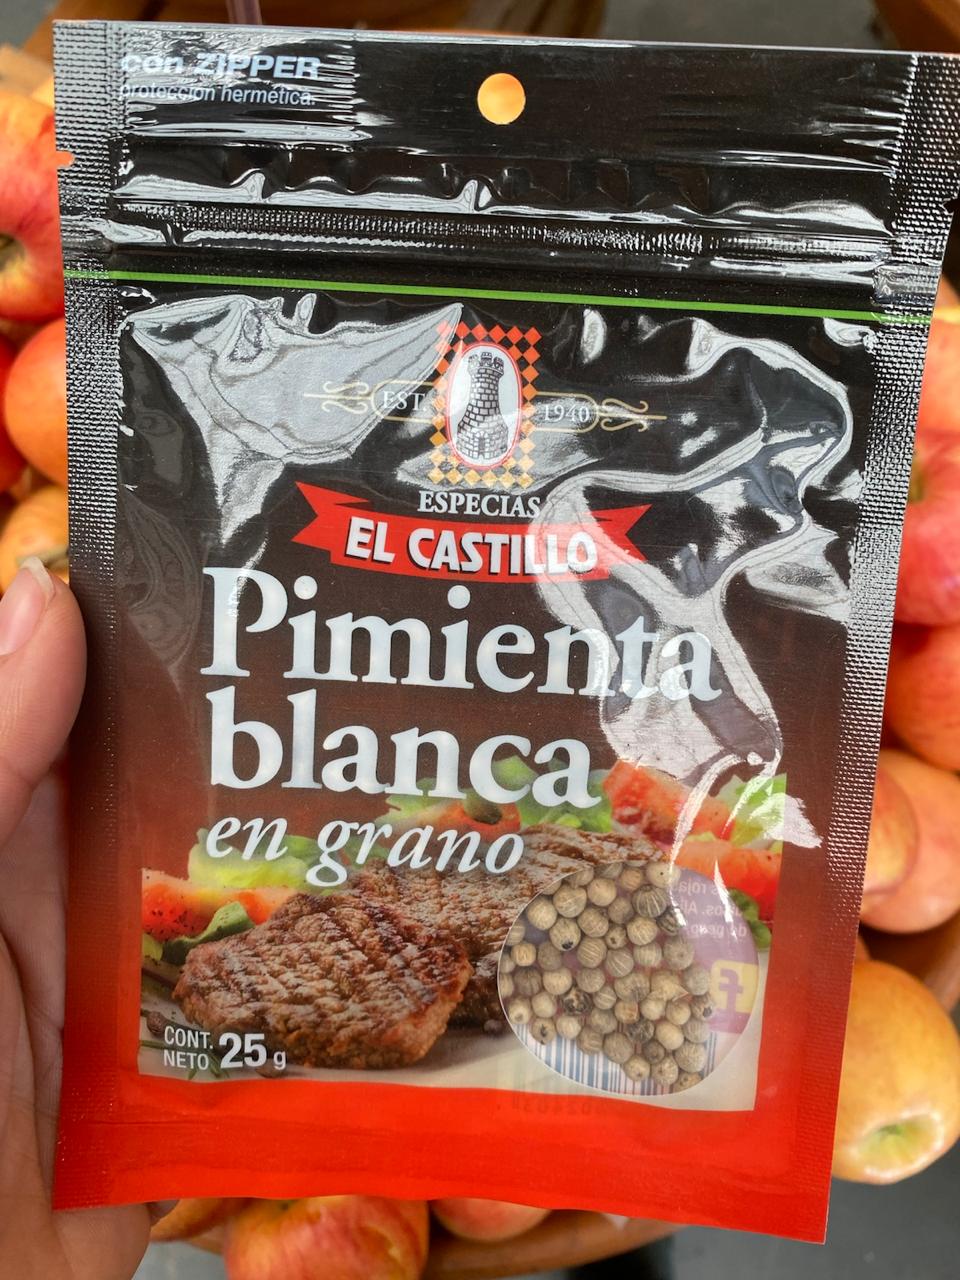 con ZIPPER
protección hermética.
EST. 1940
ESPECIAS
EL CASTILLO
Pimienta
blanca
en grano
CONT.
NETO 25 g